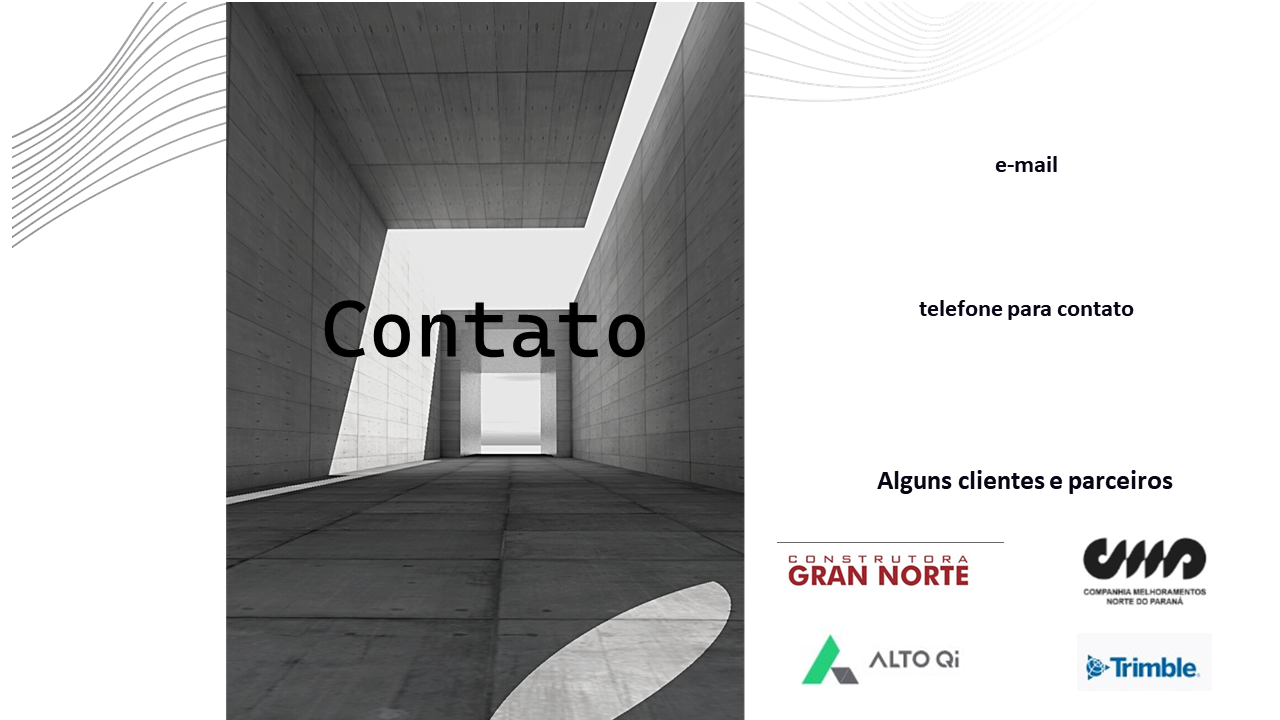 Contato
e-mail
telefone para contato
Alguns clientes e parceiros
CONSTRUTORA
GRAN NORTE
COMPANHIA MELHORAMENTOS
NORTE DO PARANÁ
ALTO Qi
Trimble